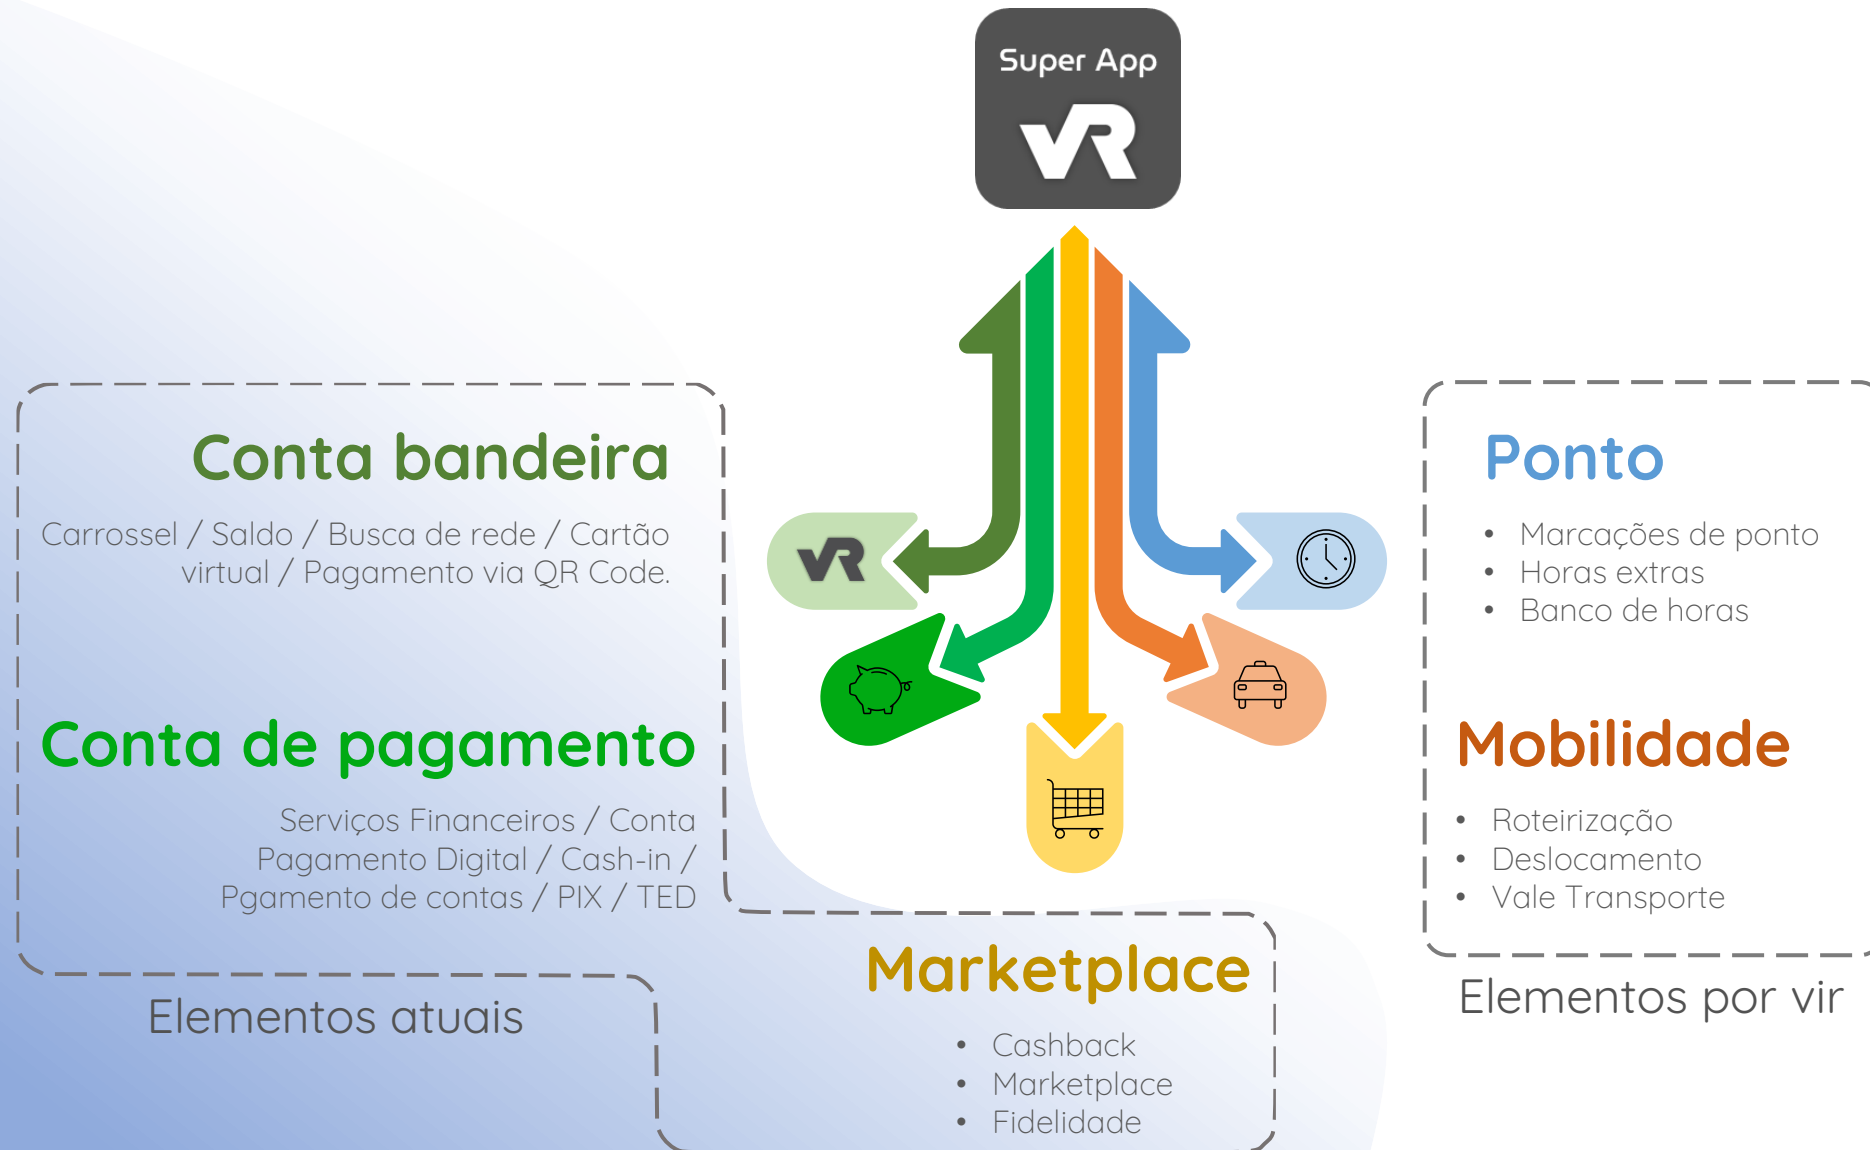 Super App
VR
Conta bandeira
Carrossel / Saldo / Busca de rede / Cartão
virtual / Pagamento via QR Code.
VR
Conta de pagamento
Serviços Financeiros / Conta
Pagamento Digital / Cash-in /
Pgamento de contas / PIX / TED
Elementos atuais
Marketplace
• Cashback
• Marketplace
• Fidelidade
Ponto
• Marcações de ponto
• Horas extras
• Banco de horas
Mobilidade
• Roteirização
• Deslocamento
• Vale Transporte
Elementos por vir